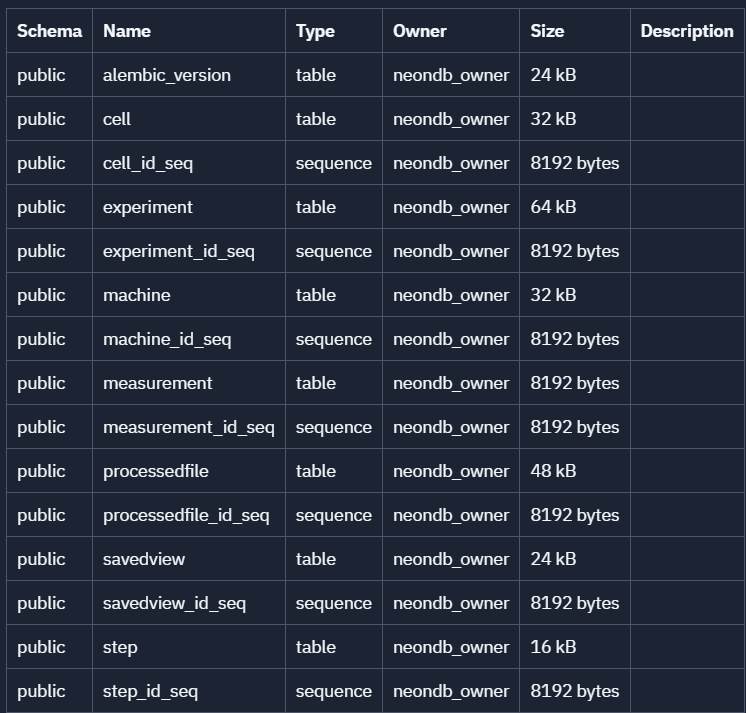 Schema Name Type Owner Size Description
public alembic_version table neondb_owner 24 kB
public cell table neondb_owner 32 kB
public cell_id_seq sequence neondb_owner 8192 bytes
public experiment table neondb_owner 64 kB
public experiment_id_seq sequence neondb_owner 8192 bytes
public machine table neondb_owner 32 kB
public machine_id_seq sequence neondb_owner 8192 bytes
public measurement table neondb_owner 8192 bytes
public measurement_id_seq sequence neondb_owner 8192 bytes
public processedfile table neondb_owner 48 kB
public processedfile_id_seq sequence neondb_owner 8192 bytes
public savedview table neondb_owner 24 kB
public savedview_id_seq sequence neondb_owner 8192 bytes
public step table neondb_owner 16 kB
public step_id_seq sequence neondb_owner 8192 bytes